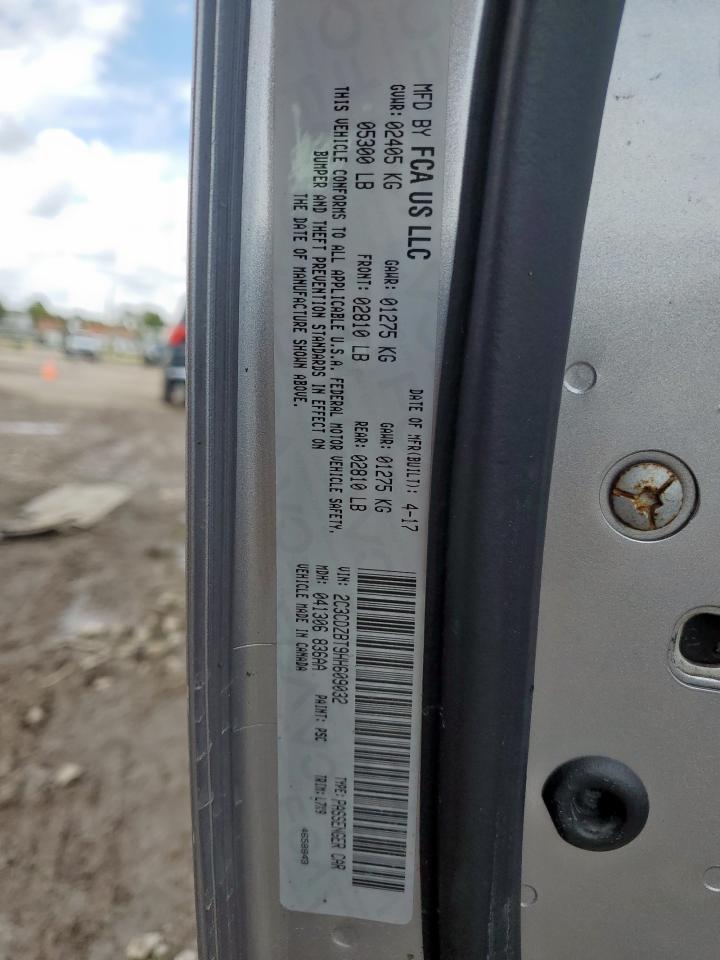 MFD BY FCA US LLC
DATE OF MFR(BUILT): 4-17
GVWR: 02405 KG GAWR: 01275 KG GAWR: 01275 KG
05300 LB FRONT: 02810 LB REAR: 02810 LB
THIS VEHICLE CONFORMS TO ALL APPLICABLE U.S.A. FEDERAL MOTOR VEHICLE SAFETY,
BUMPER AND THEFT PREVENTION STANDARDS IN EFFECT ON
THE DATE OF MANUFACTURE SHOWN ABOVE.
VIN: 2C3CDZBT9HH609032 TYPE: PASSENGER CAR
MDH: 041306 836AA PAINT: PSC TRIM: L7X9
VEHICLE MADE IN CANADA